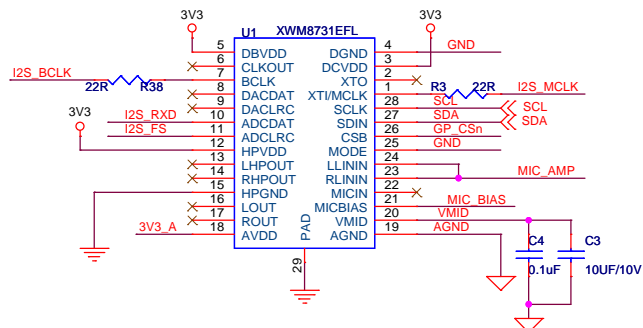 3V3 U1 XWM8731EFL 3V3
5 DBVDD DGND 4 GND
6 CLKOUT DCVDD 3
I2S_BCLK 22R R38 7 BCLK XTO 2
8 DACDAT XTI/MCLK 1 R3 22R I2S_MCLK
9 DACLRC SCLK 28 SCL SCL
I2S_RXD 10 ADCDAT SDIN 27 SDA SDA
3V3 I2S_FS 11 ADCLRC CSB 26 GP_CSn
12 HPVDD MODE 25 GND
13 LHPOUT LLININ 24
14 RHPOUT RLININ 23 MIC_AMP
15 HPGND MICIN 22
16 LOUT MICBIAS 21 MIC_BIAS
17 ROUT VMID 20 VMID
3V3_A 18 AVDD AGND 19 AGND
PAD
29
C4 C3
0.1uF 10UF/10V